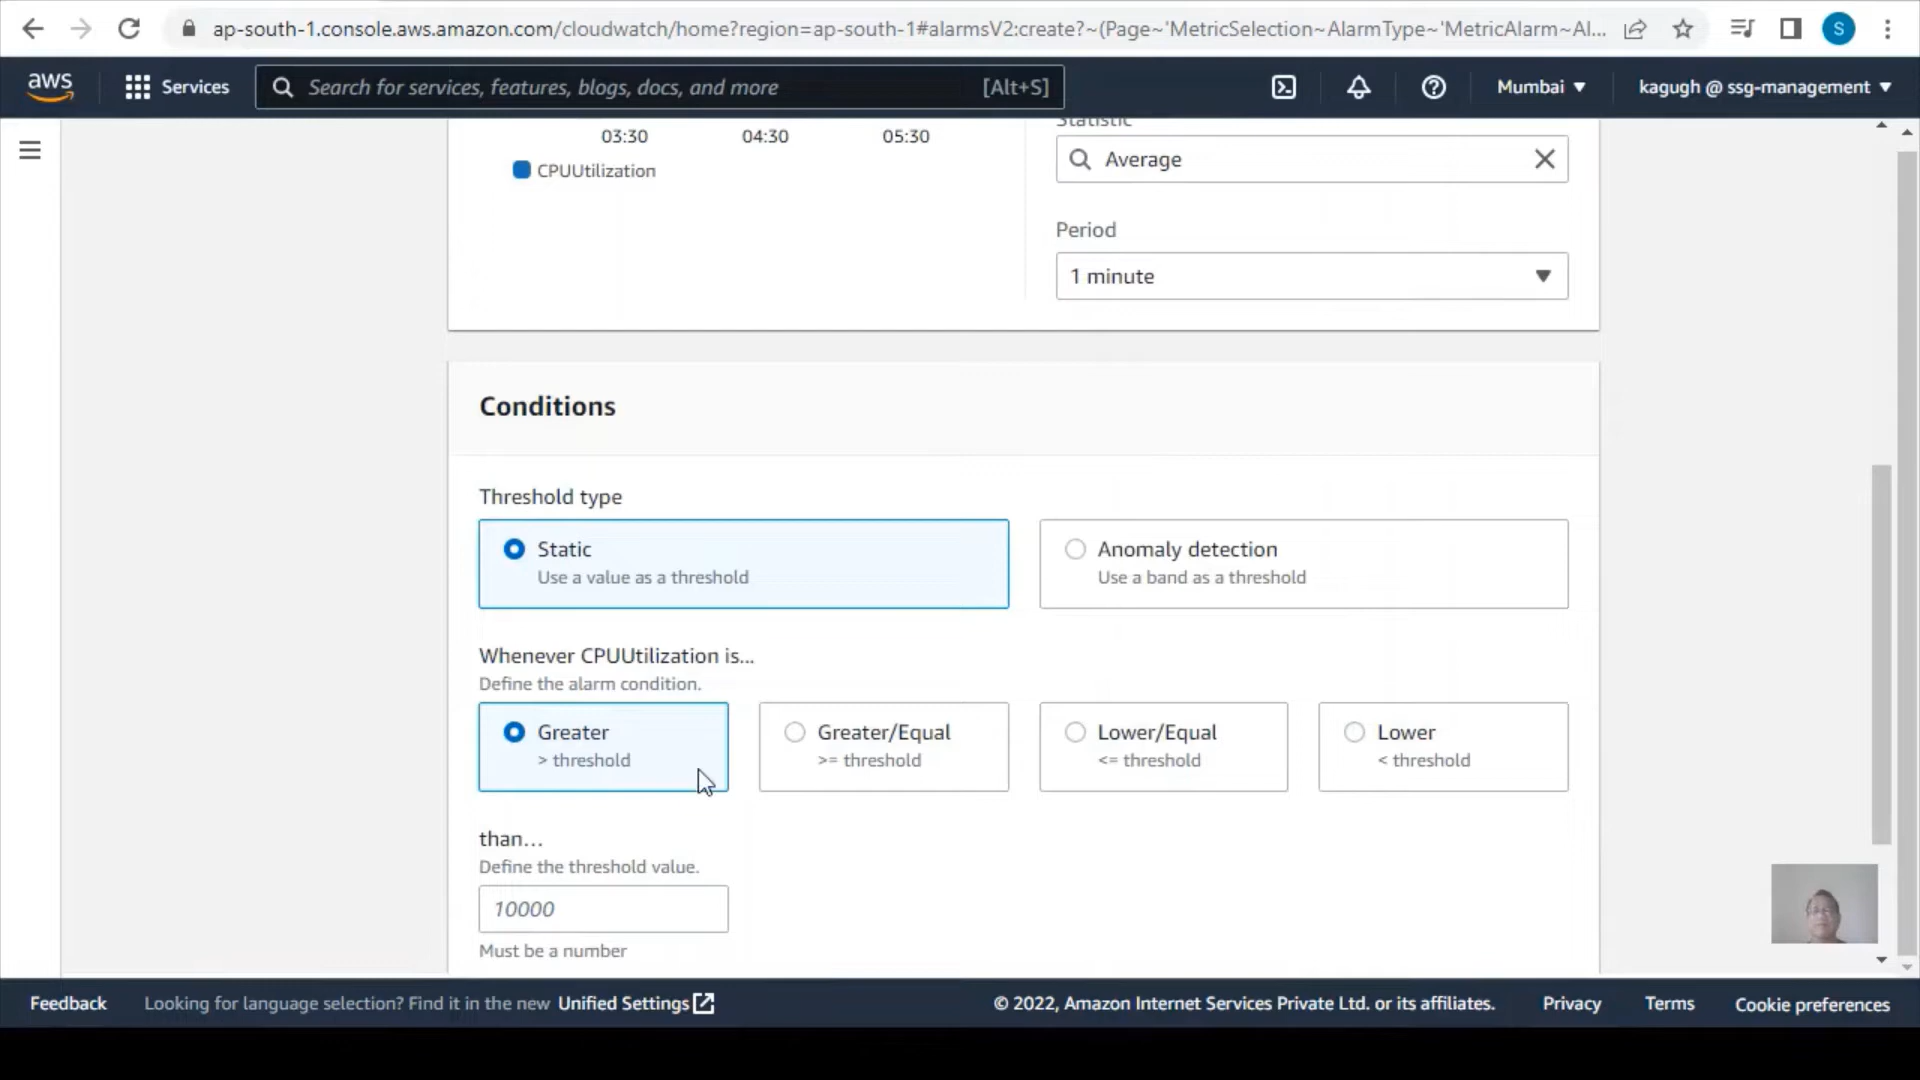 ap-south-1.console.aws.amazon.com/cloudwatch/home?region=ap-south-1#alarmsV2:create?~(Page~'MetricSelection~AlarmType~'MetricAlarm~Al...
S
aws
Services
Search for services, features, blogs, docs, and more
[Alt+S]
Mumbai
kagugh @ ssg-management
Statistic
03:30 04:30 05:30
Average
CPUUtilization
Period
1 minute
Conditions
Threshold type
Static
Use a value as a threshold
Anomaly detection
Use a band as a threshold
Whenever CPUUtilization is...
Define the alarm condition.
Greater
> threshold
Greater/Equal
>= threshold
Lower/Equal
<= threshold
Lower
< threshold
than...
Define the threshold value.
10000
Must be a number
Feedback
Looking for language selection? Find it in the new Unified Settings
© 2022, Amazon Internet Services Private Ltd. or its affiliates.
Privacy
Terms
Cookie preferences